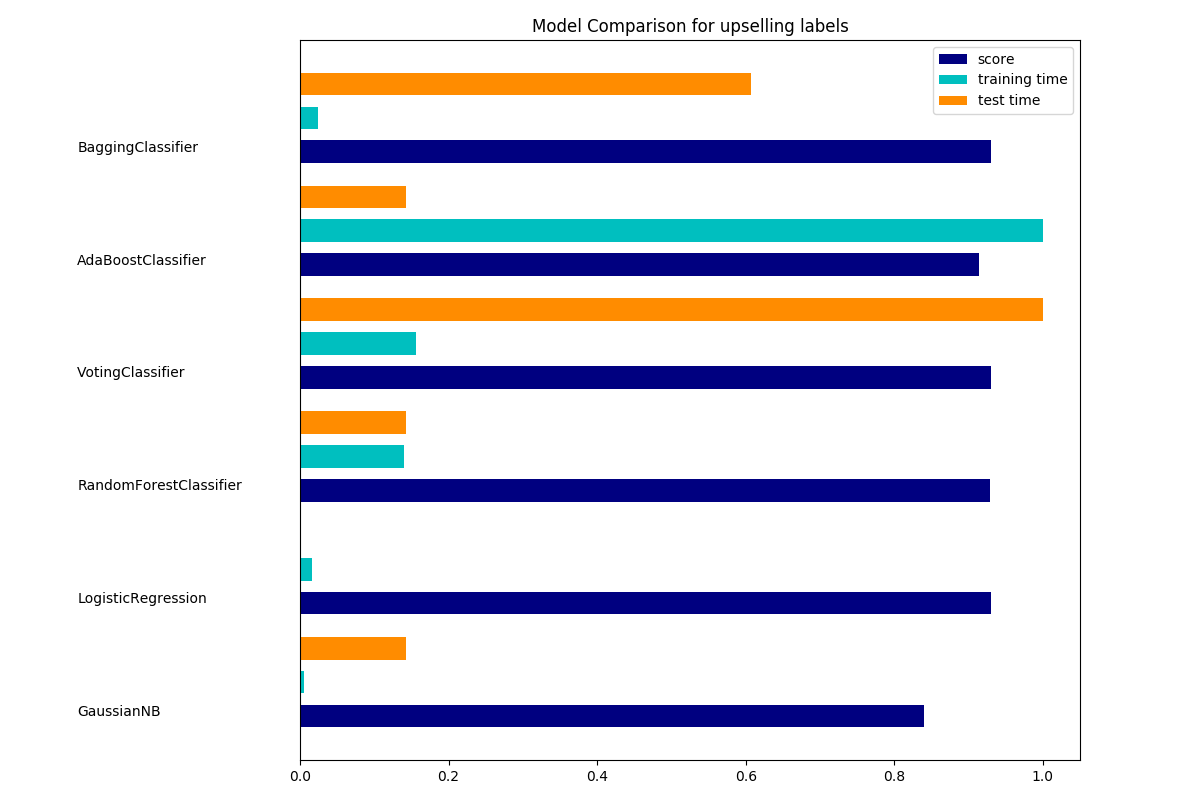 Model Comparison for upselling labels
score
training time
test time
BaggingClassifier
AdaBoostClassifier
VotingClassifier
RandomForestClassifier
LogisticRegression
GaussianNB
0.0 0.2 0.4 0.6 0.8 1.0